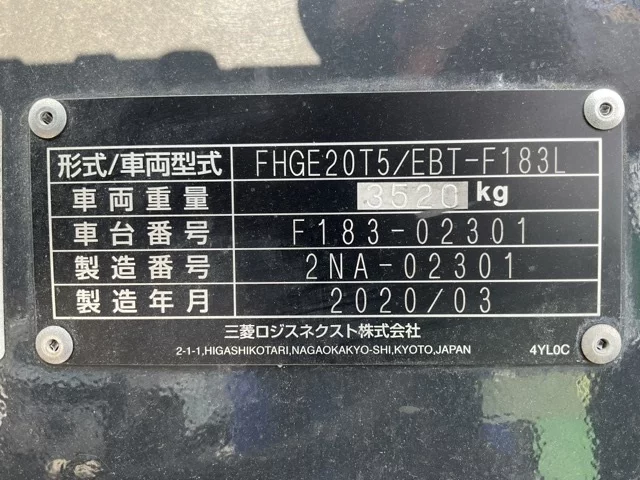 形式/車両型式 FHGE20T5/EBT-F183L
車両重量 3520 kg
車台番号 F183-02301
製造番号 2NA-02301
製造年月 2020/03
三菱ロジスネクスト株式会社
2-1-1,HIGASHIKOTARI,NAGAOKAKYO-SHI,KYOTO,JAPAN 4YL0C